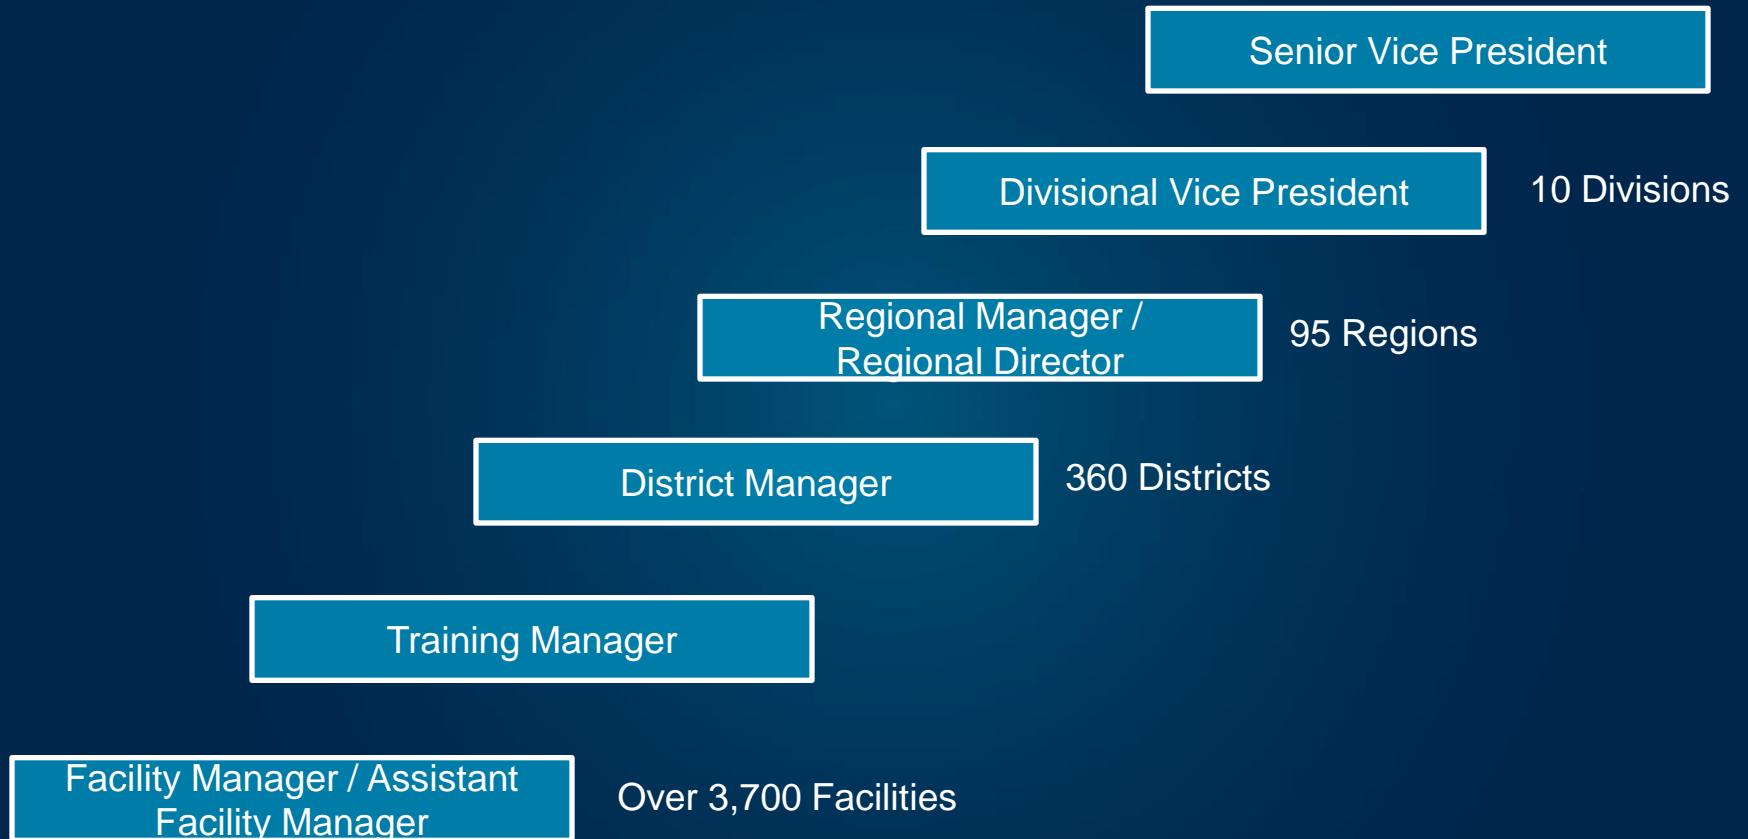 Senior Vice President
Divisional Vice President
10 Divisions
Regional Manager /
Regional Director
95 Regions
District Manager
360 Districts
Training Manager
Facility Manager / Assistant
Facility Manager
Over 3,700 Facilities